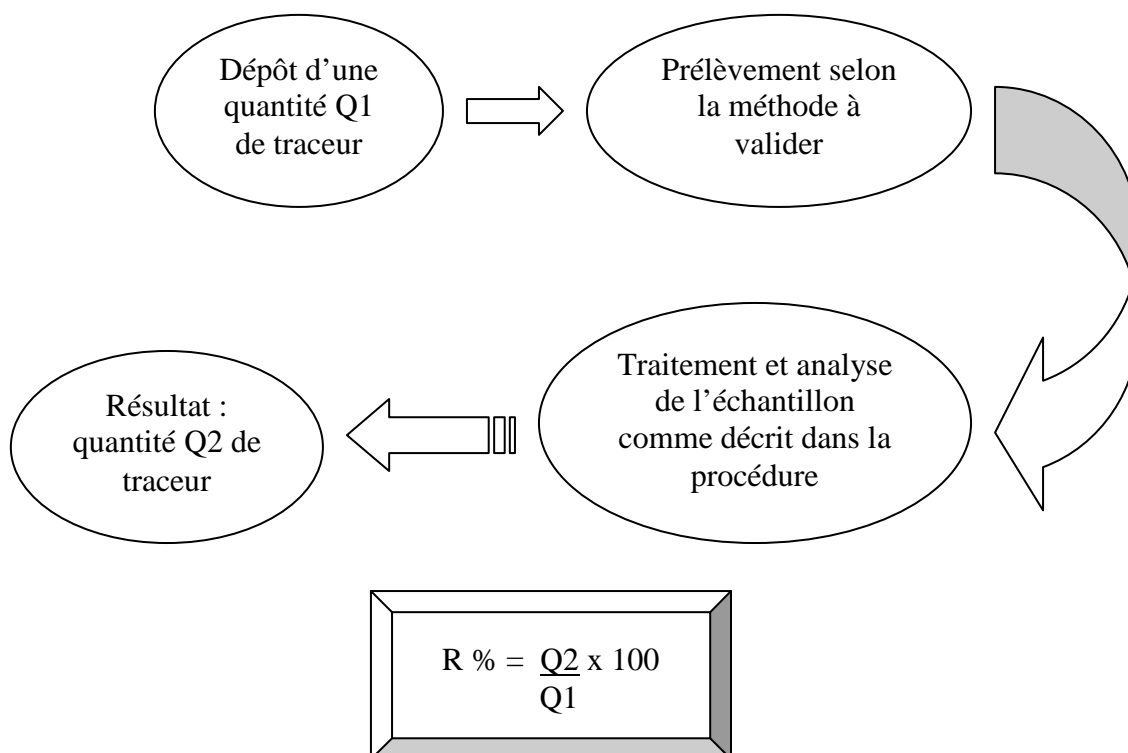 Dépôt d’une
quantité Q1
de traceur
Prélèvement selon
la méthode à
valider
Traitement et analyse
de l’échantillon
comme décrit dans la
procédure
Résultat :
quantité Q2 de
traceur
R % = Q2 x 100
Q1